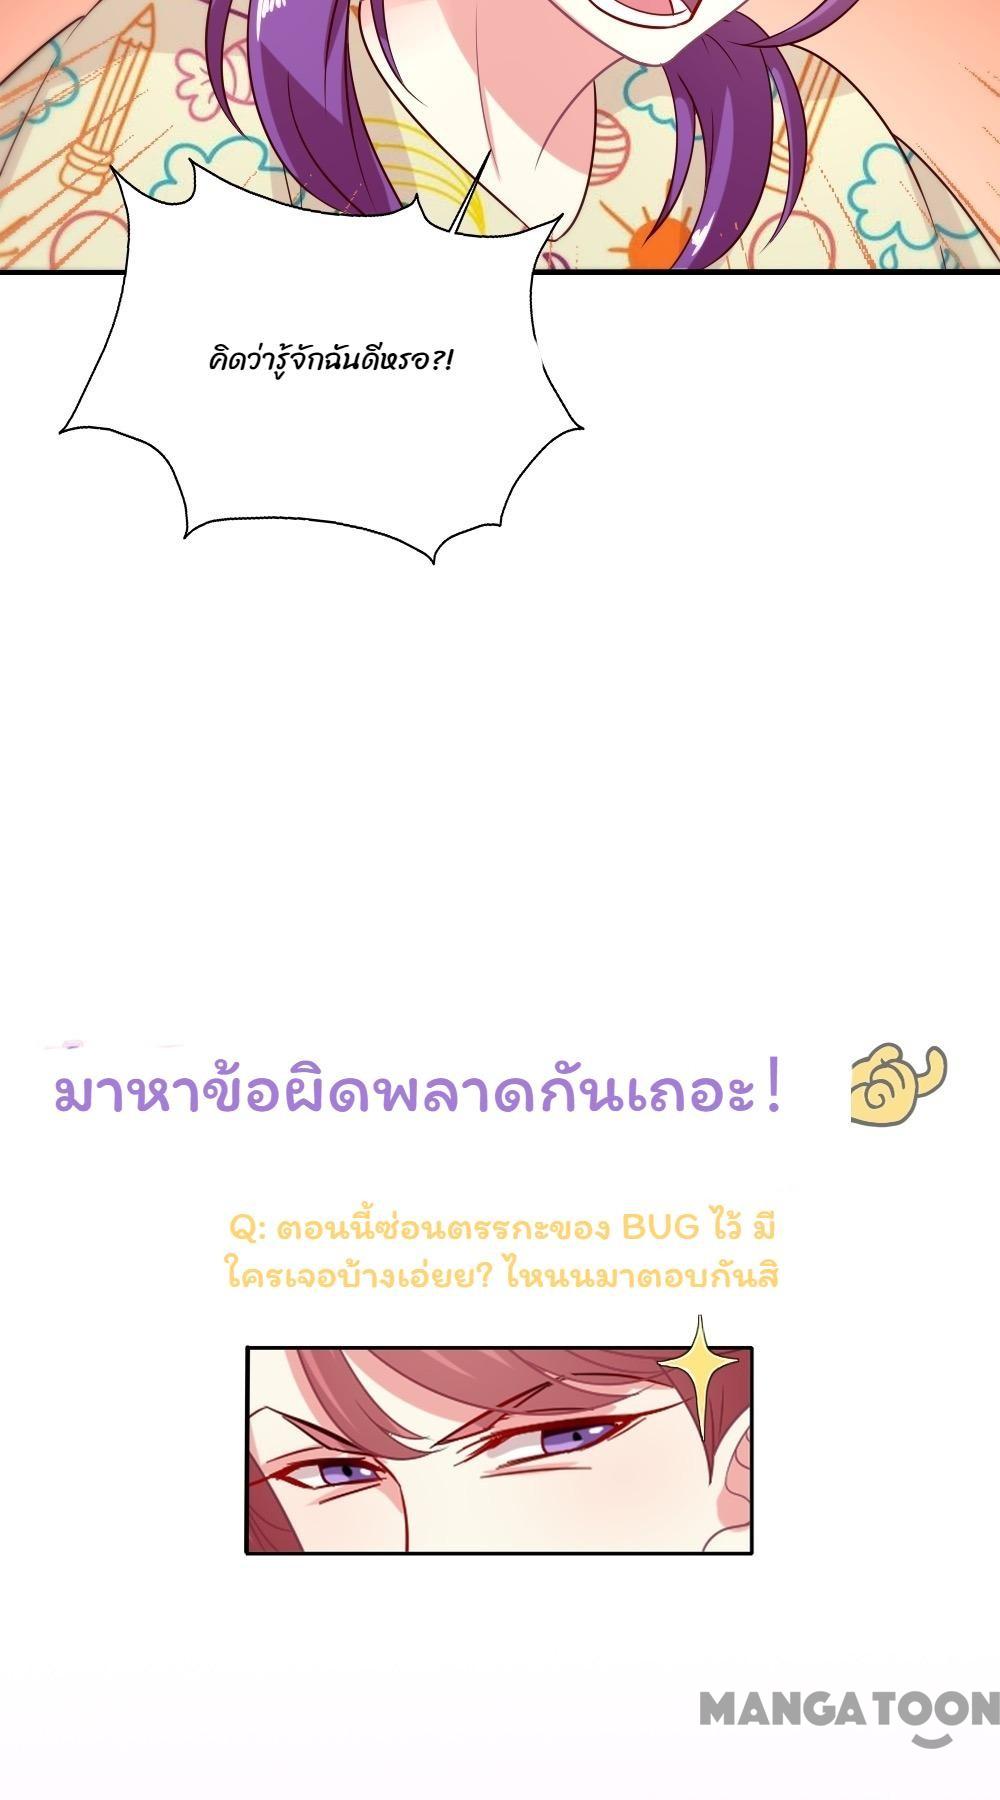 คิดว่ารู้จักฉันดีหรอ?!
มาหาข้อผิดพลาดกันเถอะ!
Q: ตอนนี้ซ่อนตรรกะของ BUG ไว้ มี
ใครเจอบ้างเอ่ยย? ไหนนมาตอบกันสิ
MANGATOON